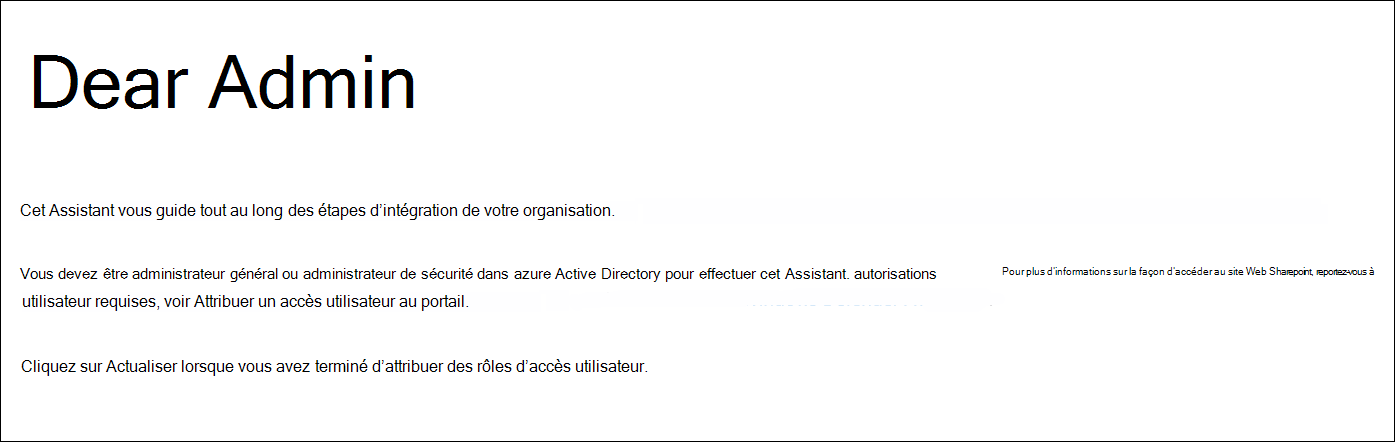 Dear Admin
Cet Assistant vous guide tout au long des étapes d’intégration de votre organisation.
Vous devez être administrateur général ou administrateur de sécurité dans azure Active Directory pour effectuer cet Assistant. autorisations
Pour plus d’informations sur la façon d’accéder au site Web Sharepoint, reportez-vous à
utilisateur requises, voir Attribuer un accès utilisateur au portail.
Cliquez sur Actualiser lorsque vous avez terminé d’attribuer des rôles d’accès utilisateur.